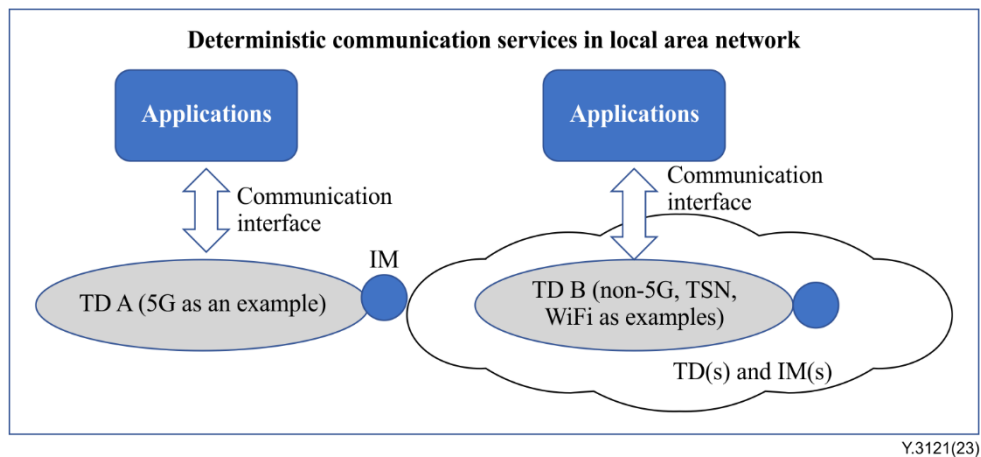 Deterministic communication services in local area network
Applications
Applications
Communication
interface
Communication
interface
IM
TD A (5G as an example)
TD B (non-5G, TSN,
WiFi as examples)
TD(s) and IM(s)
Y.3121(23)